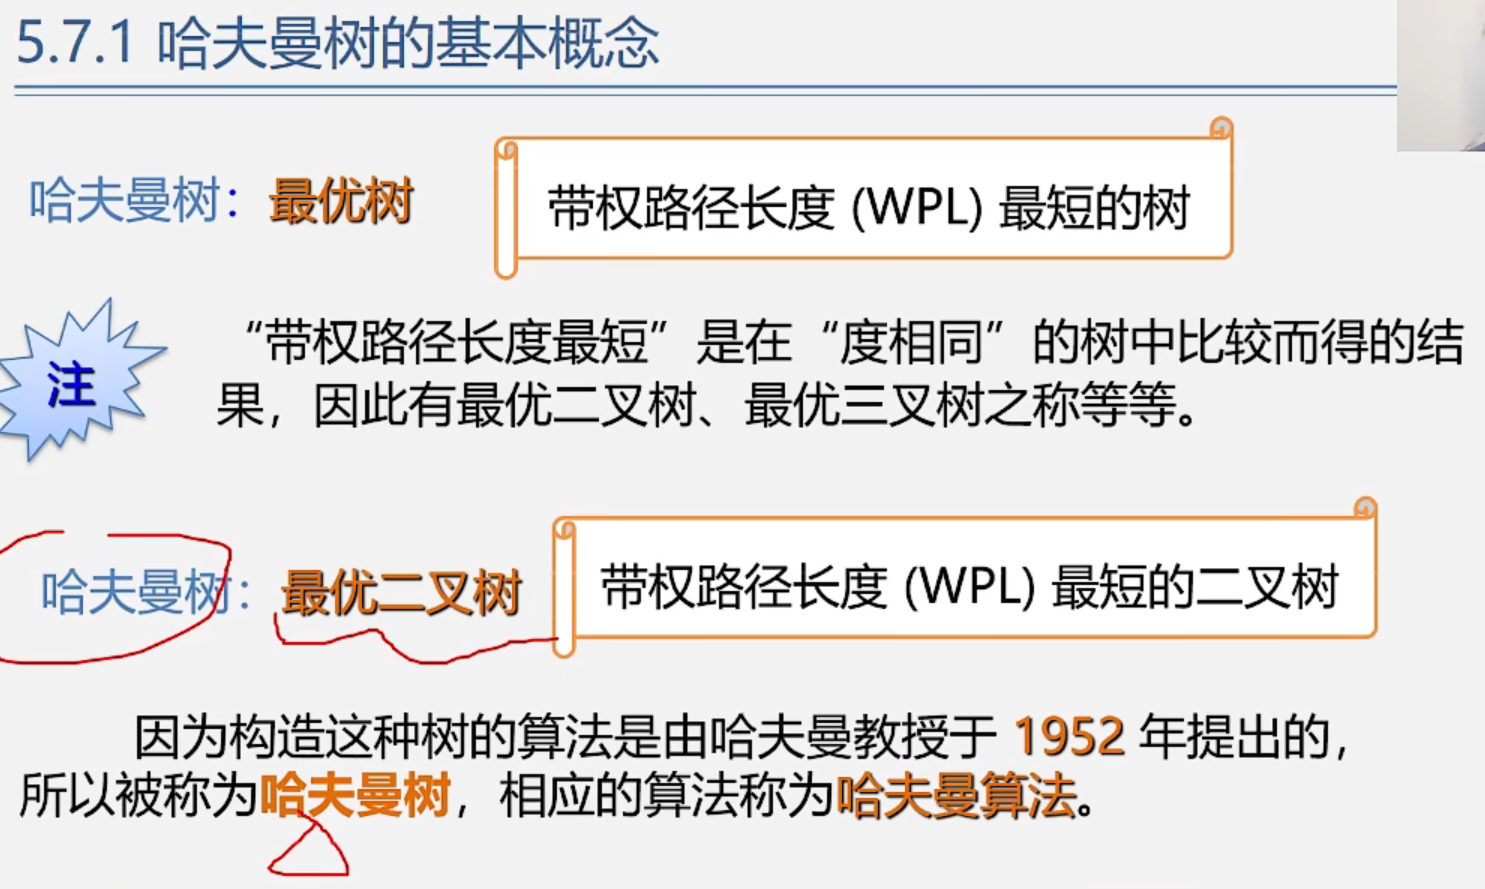 5.7.1 哈夫曼树的基本概念
哈夫曼树：最优树
带权路径长度 (WPL) 最短的树
注
“带权路径长度最短”是在“度相同”的树中比较而得的结
果，因此有最优二叉树、最优三叉树之称等等。
哈夫曼树：最优二叉树
带权路径长度 (WPL) 最短的二叉树
因为构造这种树的算法是由哈夫曼教授于 1952 年提出的，
所以被称为哈夫曼树，相应的算法称为哈夫曼算法。